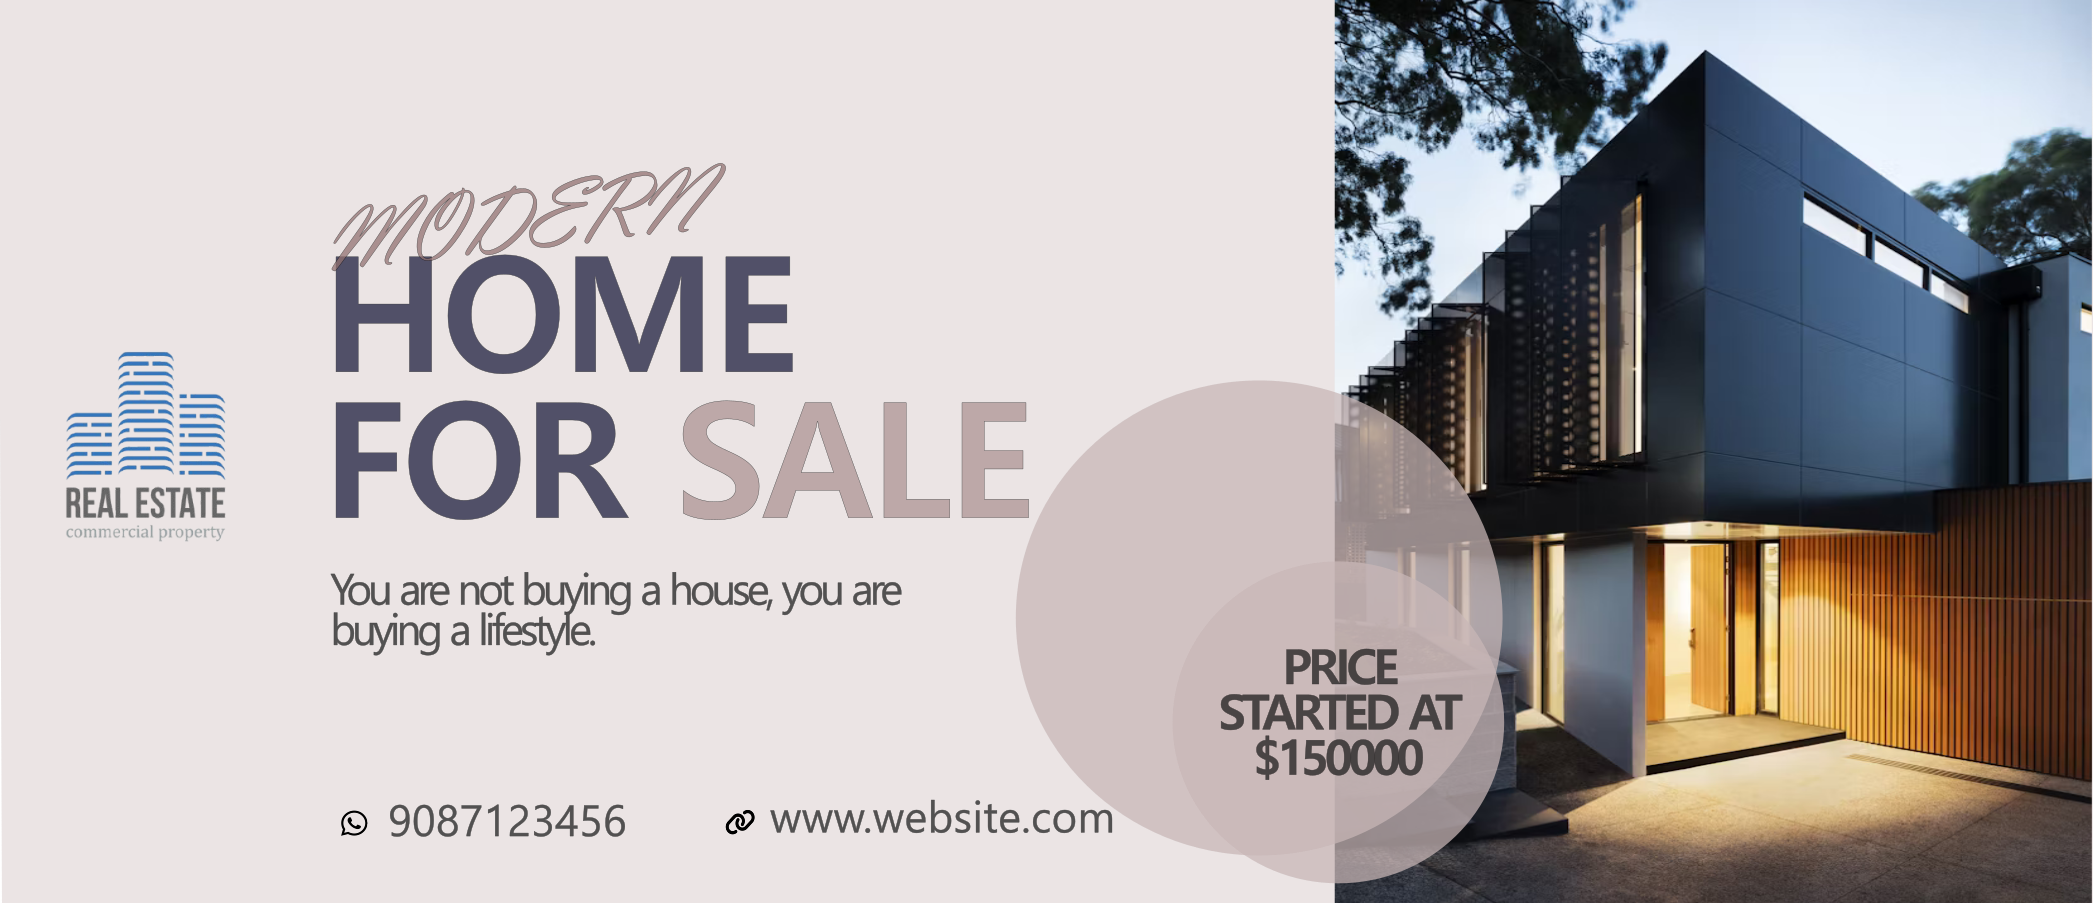 MODERN
HOME
FOR SALE
REAL ESTATE
commercial property
You are not buying a house, you are
buying a lifestyle.
PRICE
STARTED AT
$150000
9087123456
www.website.com